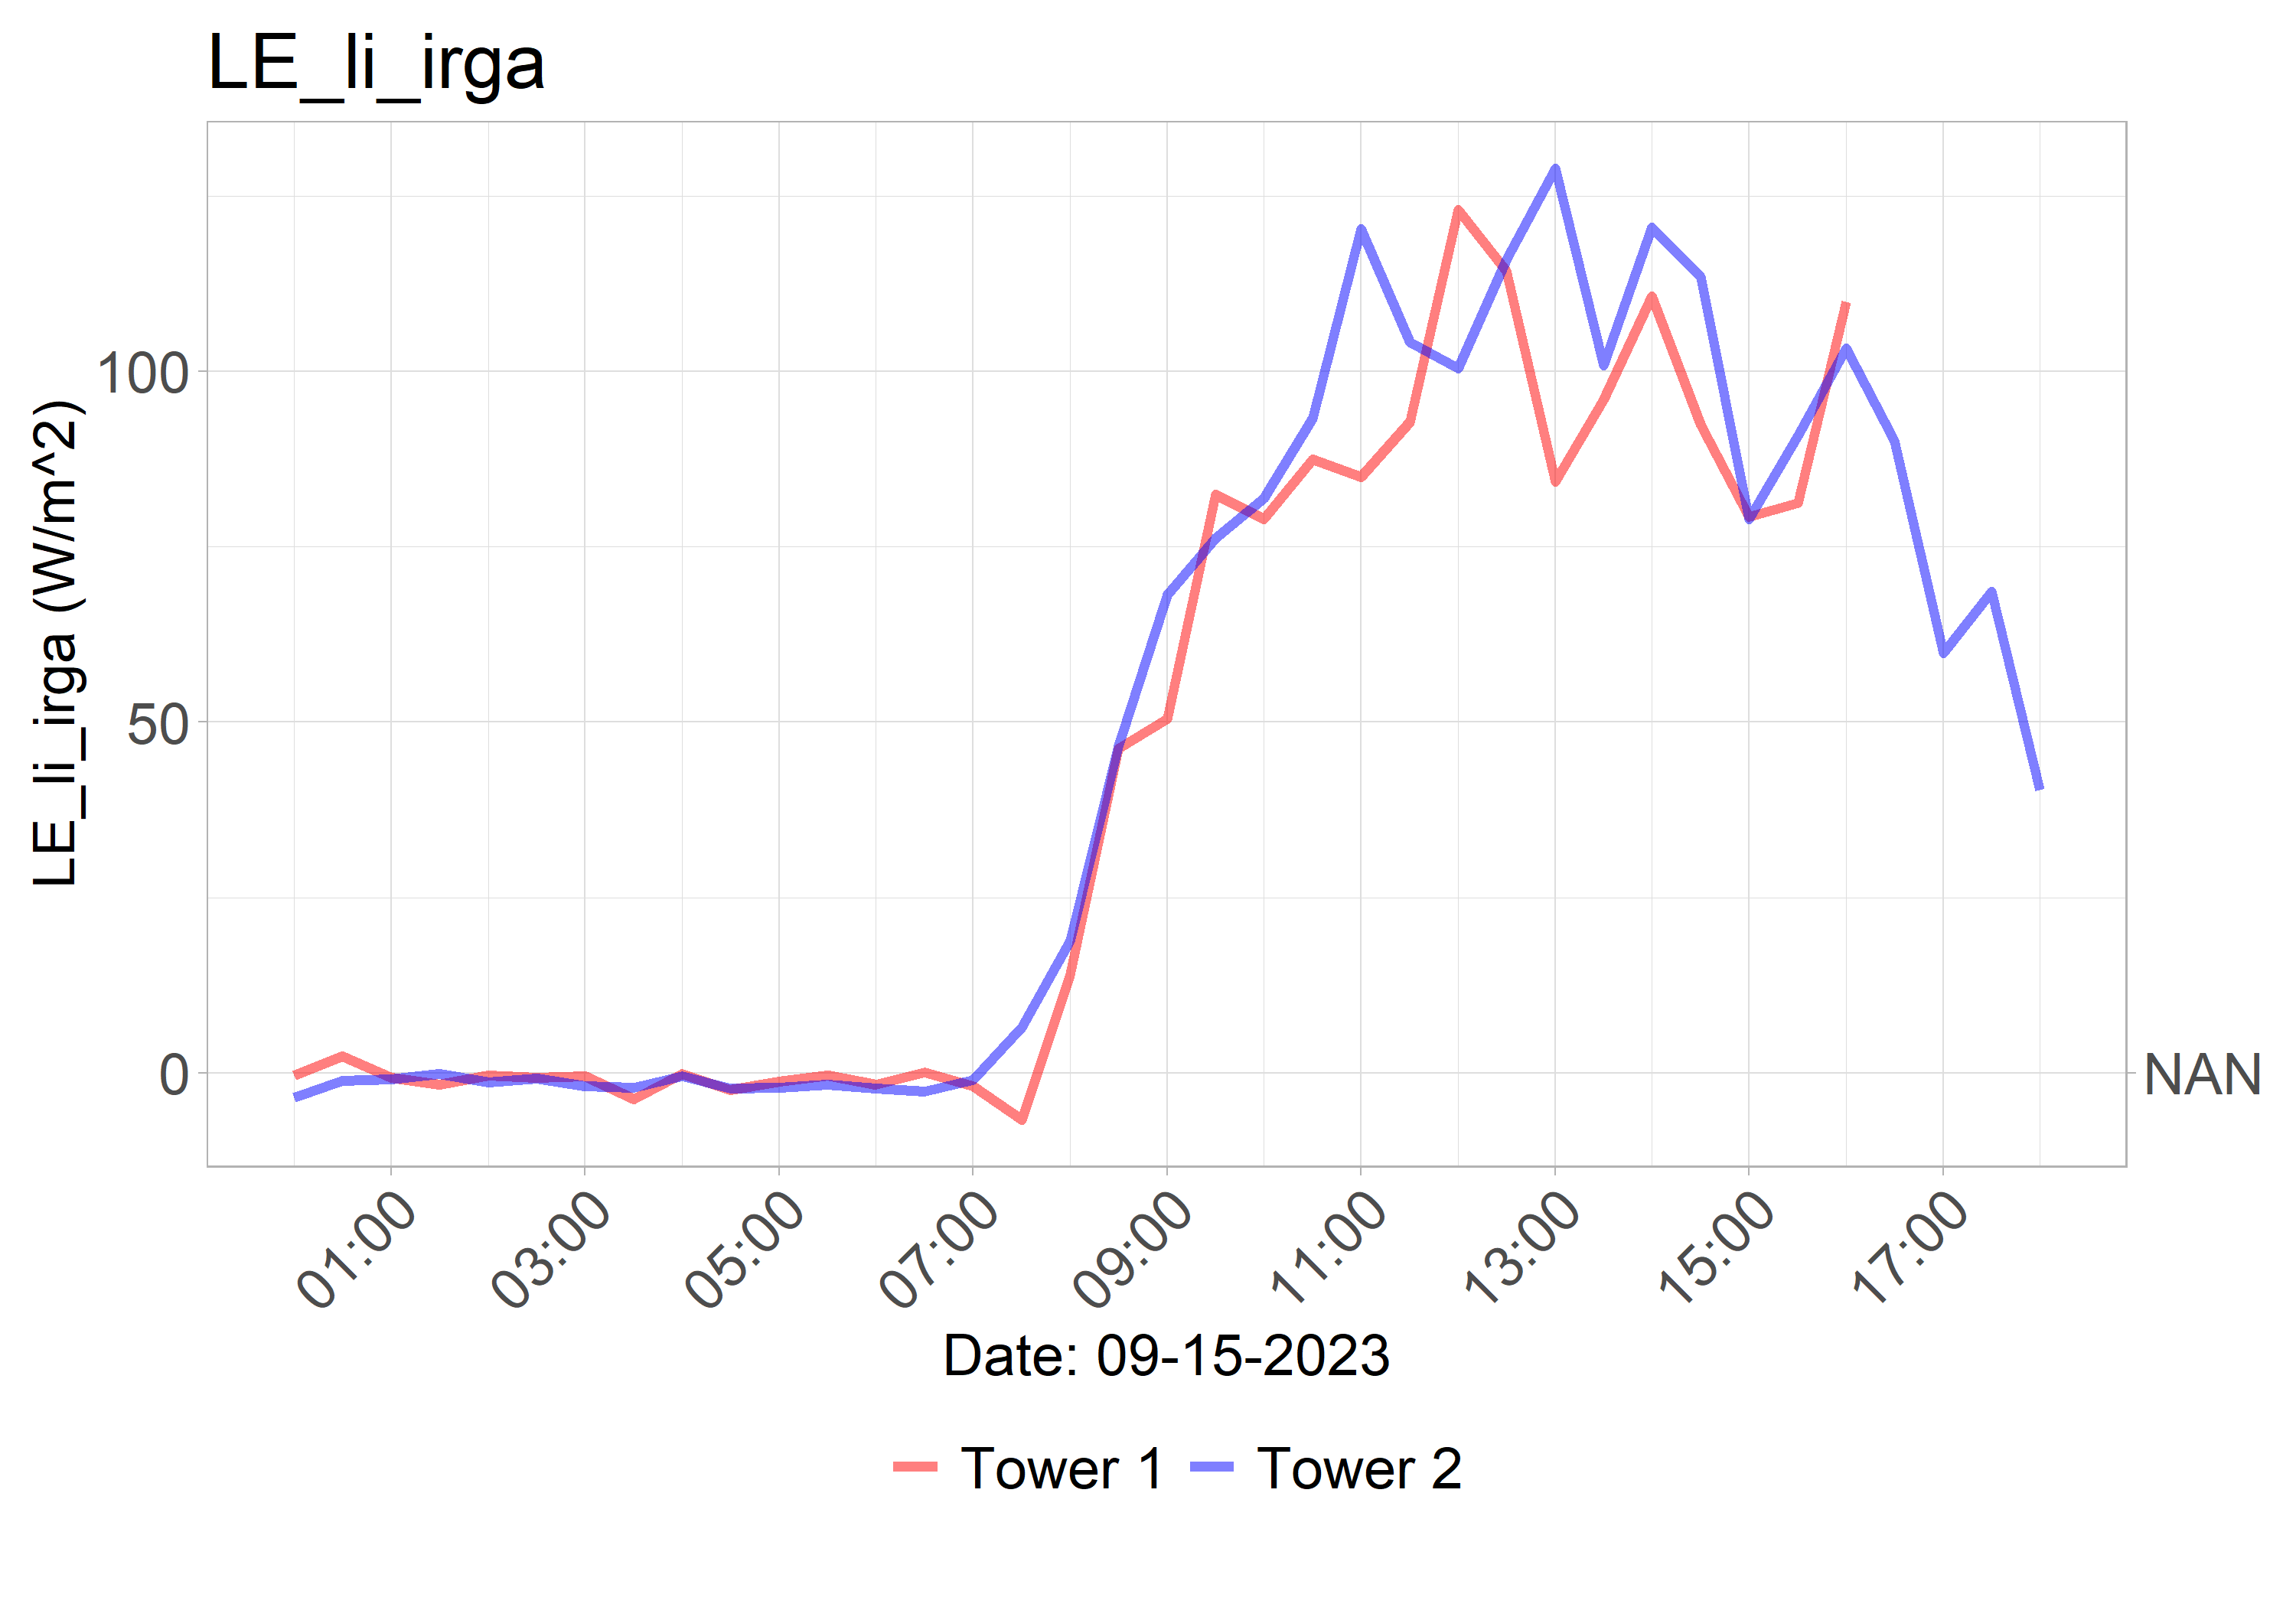 LE_li_irga
LE_li_irga (W/m^2)
100
50
0
NAN
01:00
03:00
05:00
07:00
09:00
11:00
13:00
15:00
17:00
Date: 09-15-2023
Tower 1
Tower 2